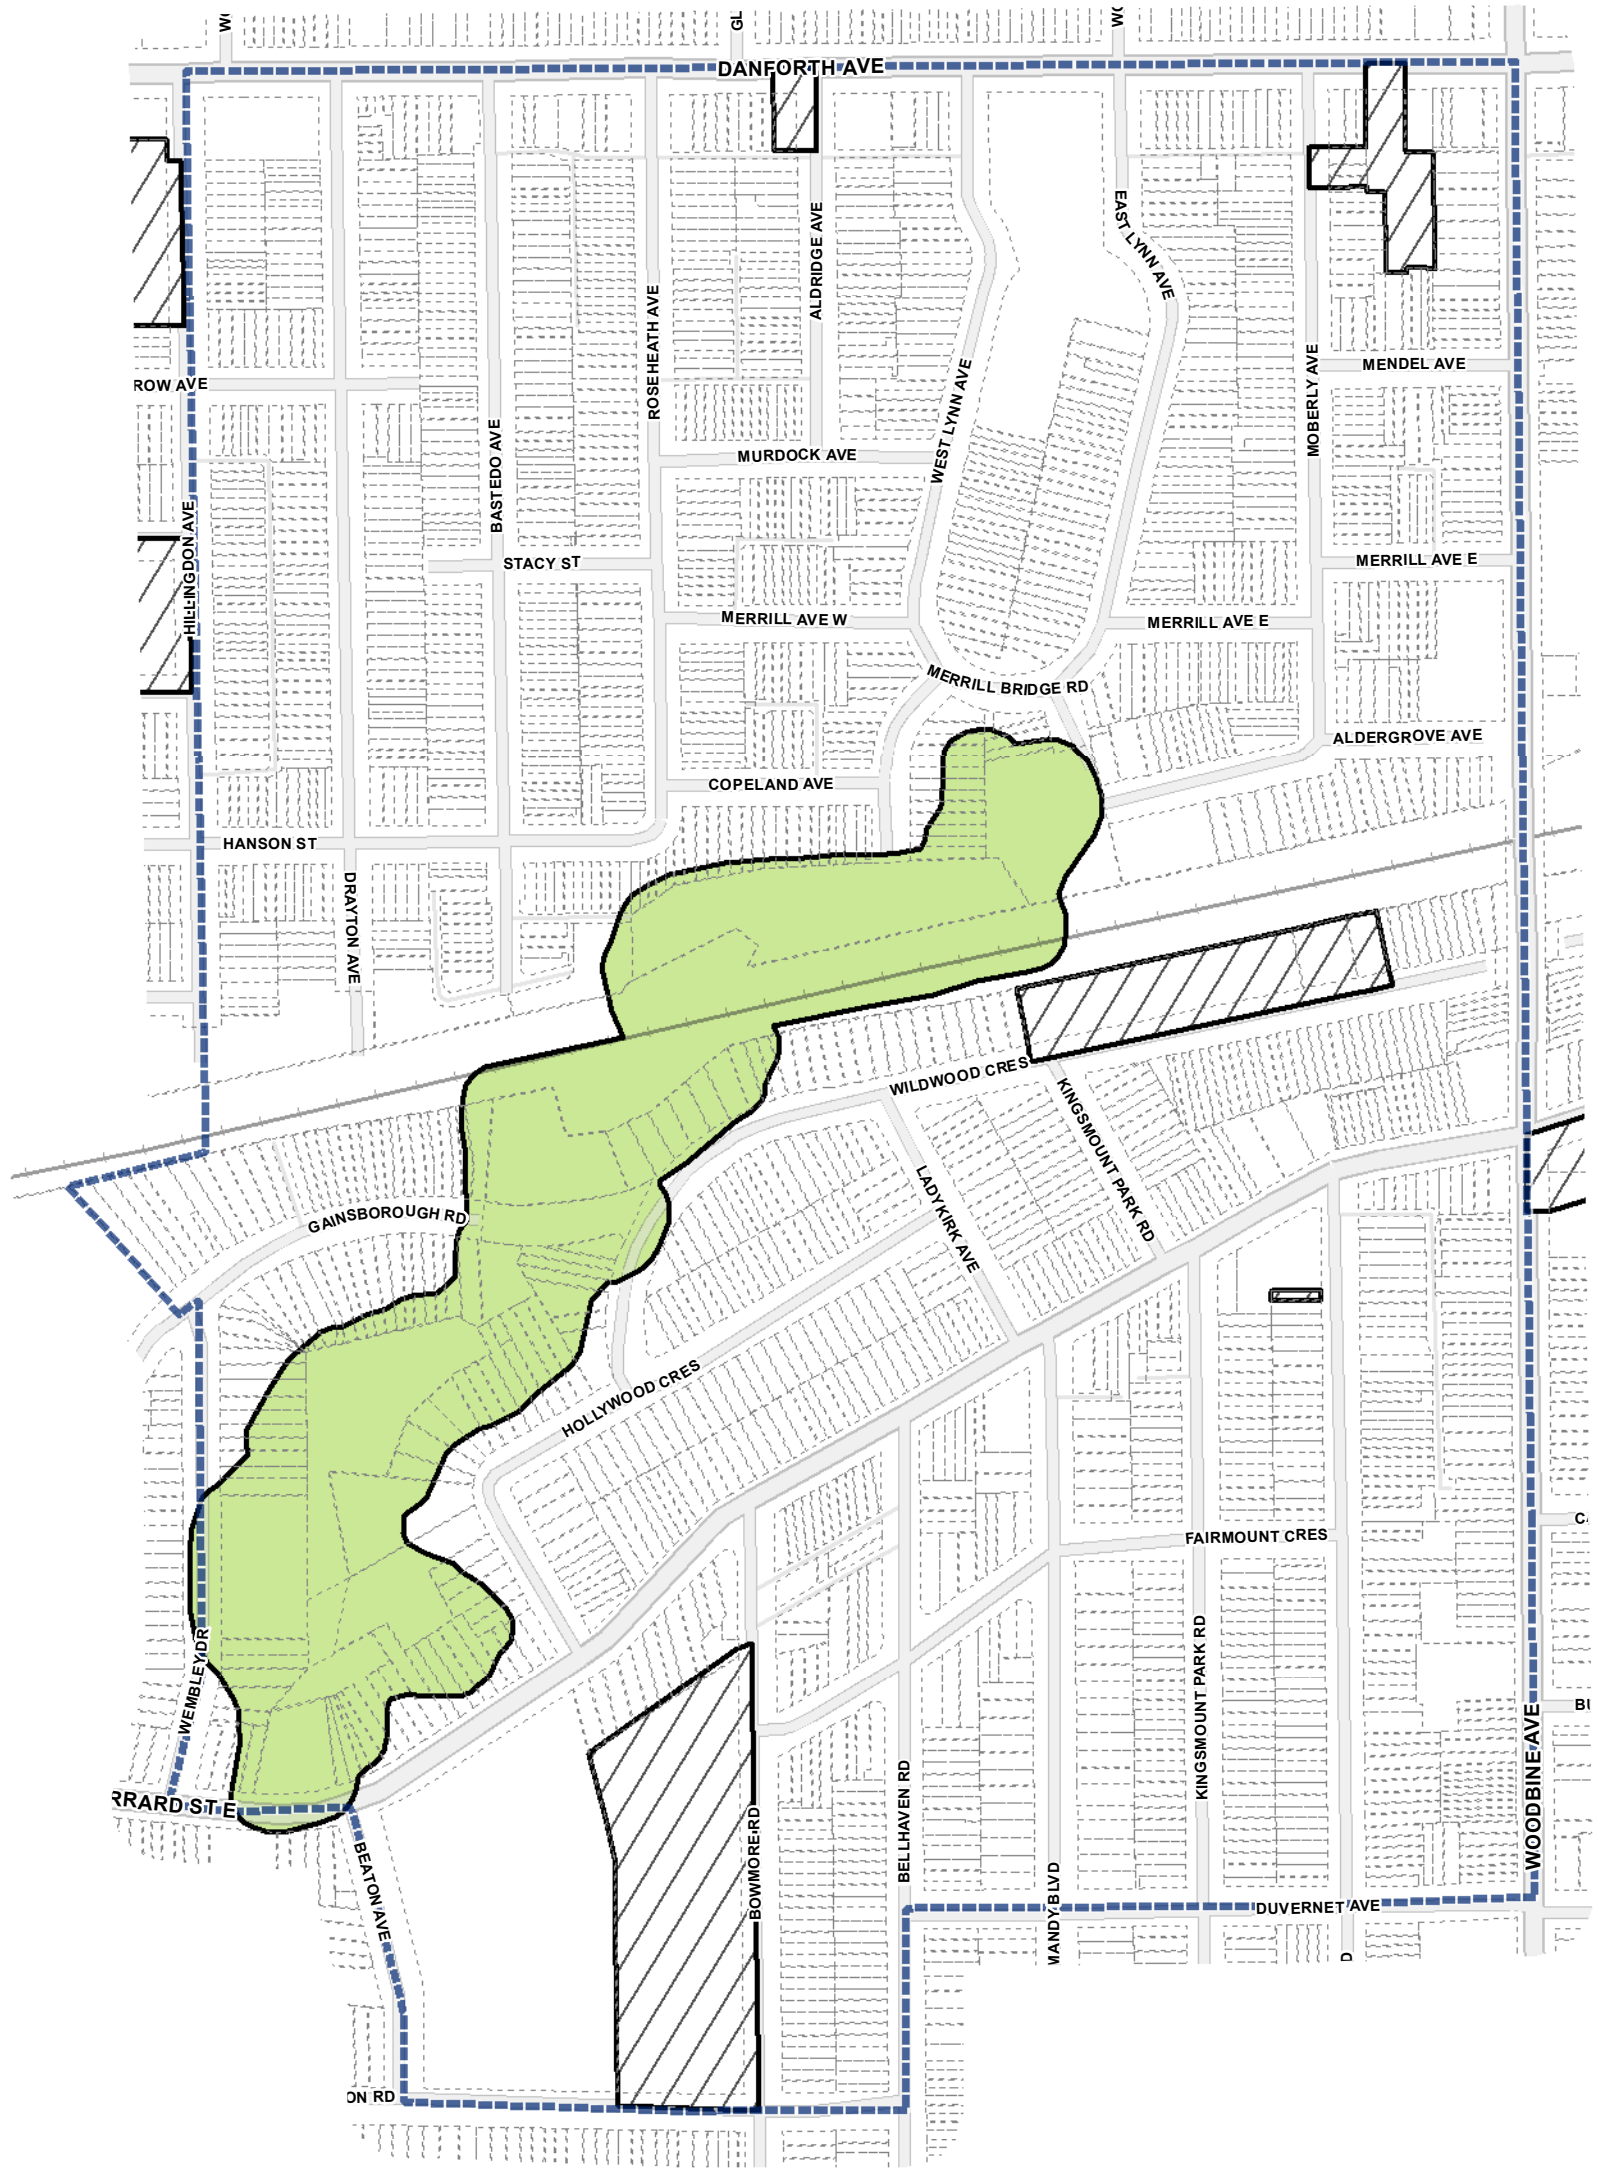 WO
GL
WO
DANFORTH AVE
EAST LYNN AVE
ALDRIDGE AVE
ROSEHEATH AVE
MOBERLY AVE
MENDEL AVE
ROW AVE
WEST LYNN AVE
BASTEDO AVE
MURDOCK AVE
HILLINGDON AVE
STACY ST
MERRILL AVE E
MERRILL AVE W
MERRILL AVE E
MERRILL BRIDGE RD
ALDERGROVE AVE
COPELAND AVE
HANSON ST
DRAYTON AVE
WILDWOOD CRES
KINGSMOUNT PARK RD
LADYKIRK AVE
GAINSBOROUGH RD
HOLLYWOOD CRES
FAIRMOUNT CRES
KINGSMOUNT PARK RD
WEMBLEY DR
WOODBINE AVE
BELLHAVEN RD
RRARD ST E
BOWMORE RD
BEATON AVE
MANDY BLVD
DUVERNET AVE
D
ON RD